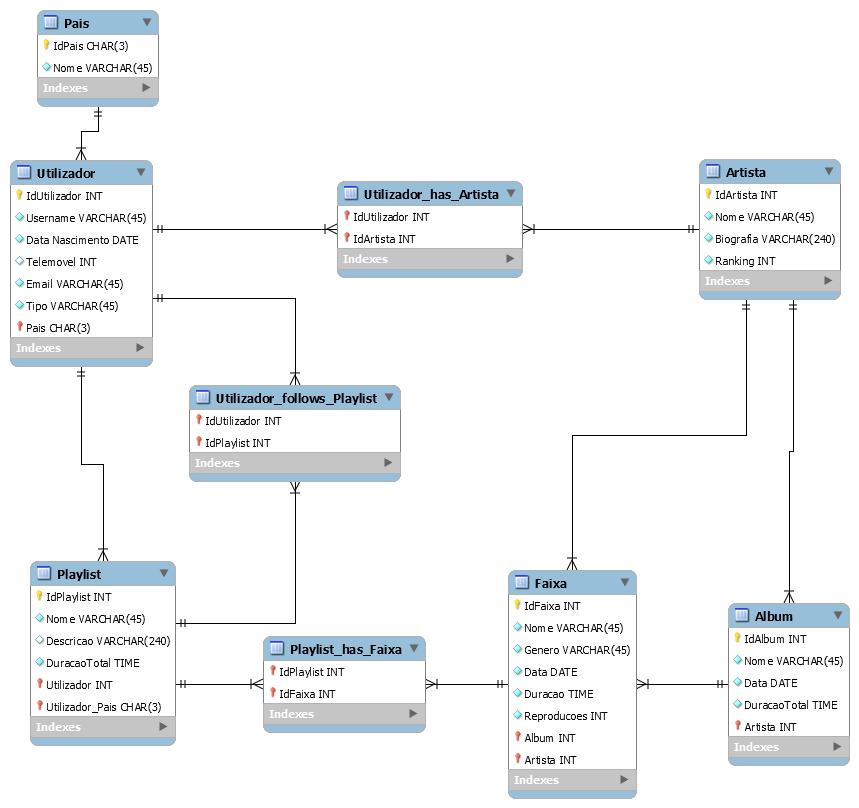 Pais
IdPais CHAR(3)
Nome VARCHAR(45)
Indexes
Utilizador
IdUtilizador INT
Username VARCHAR(45)
Data Nascimento DATE
Telemovel INT
Email VARCHAR(45)
Tipo VARCHAR(45)
Pais CHAR(3)
Indexes
Utilizador_has_Artista
IdUtilizador INT
IdArtista INT
Indexes
Artista
IdArtista INT
Nome VARCHAR(45)
Biografia VARCHAR(240)
Ranking INT
Indexes
Utilizador_follows_Playlist
IdUtilizador INT
IdPlaylist INT
Indexes
Playlist
IdPlaylist INT
Nome VARCHAR(45)
Descricao VARCHAR(240)
DuracaoTotal TIME
Utilizador INT
Utilizador_Pais CHAR(3)
Indexes
Playlist_has_Faixa
IdPlaylist INT
IdFaixa INT
Indexes
Faixa
IdFaixa INT
Nome VARCHAR(45)
Genero VARCHAR(45)
Data DATE
Duracao TIME
Reproducoes INT
Album INT
Artista INT
Indexes
Album
IdAlbum INT
Nome VARCHAR(45)
Data DATE
DuracaoTotal TIME
Artista INT
Indexes